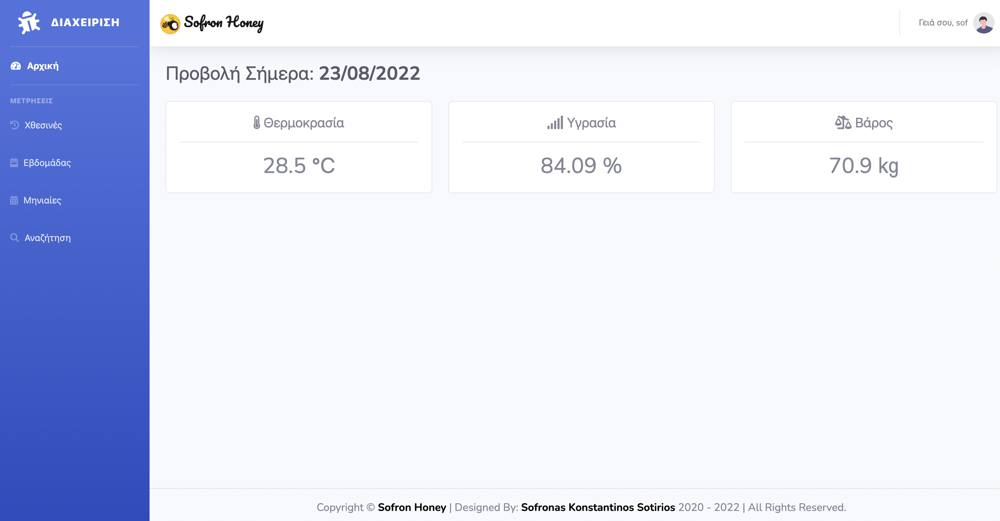 ΔΙΑΧΕΙΡΙΣΗ
Αρχική
ΜΕΤΡΗΣΕΙΣ
Χθεσινές
Εβδομάδας
Μηνιαίες
Αναζήτηση
Sofron Honey
Γειά σου, sof
Προβολή Σήμερα: 23/08/2022
Θερμοκρασία
28.5 °C
Υγρασία
84.09 %
Βάρος
70.9 kg
Copyright © Sofron Honey | Designed By: Sofronas Konstantinos Sotirios 2020 - 2022 | All Rights Reserved.